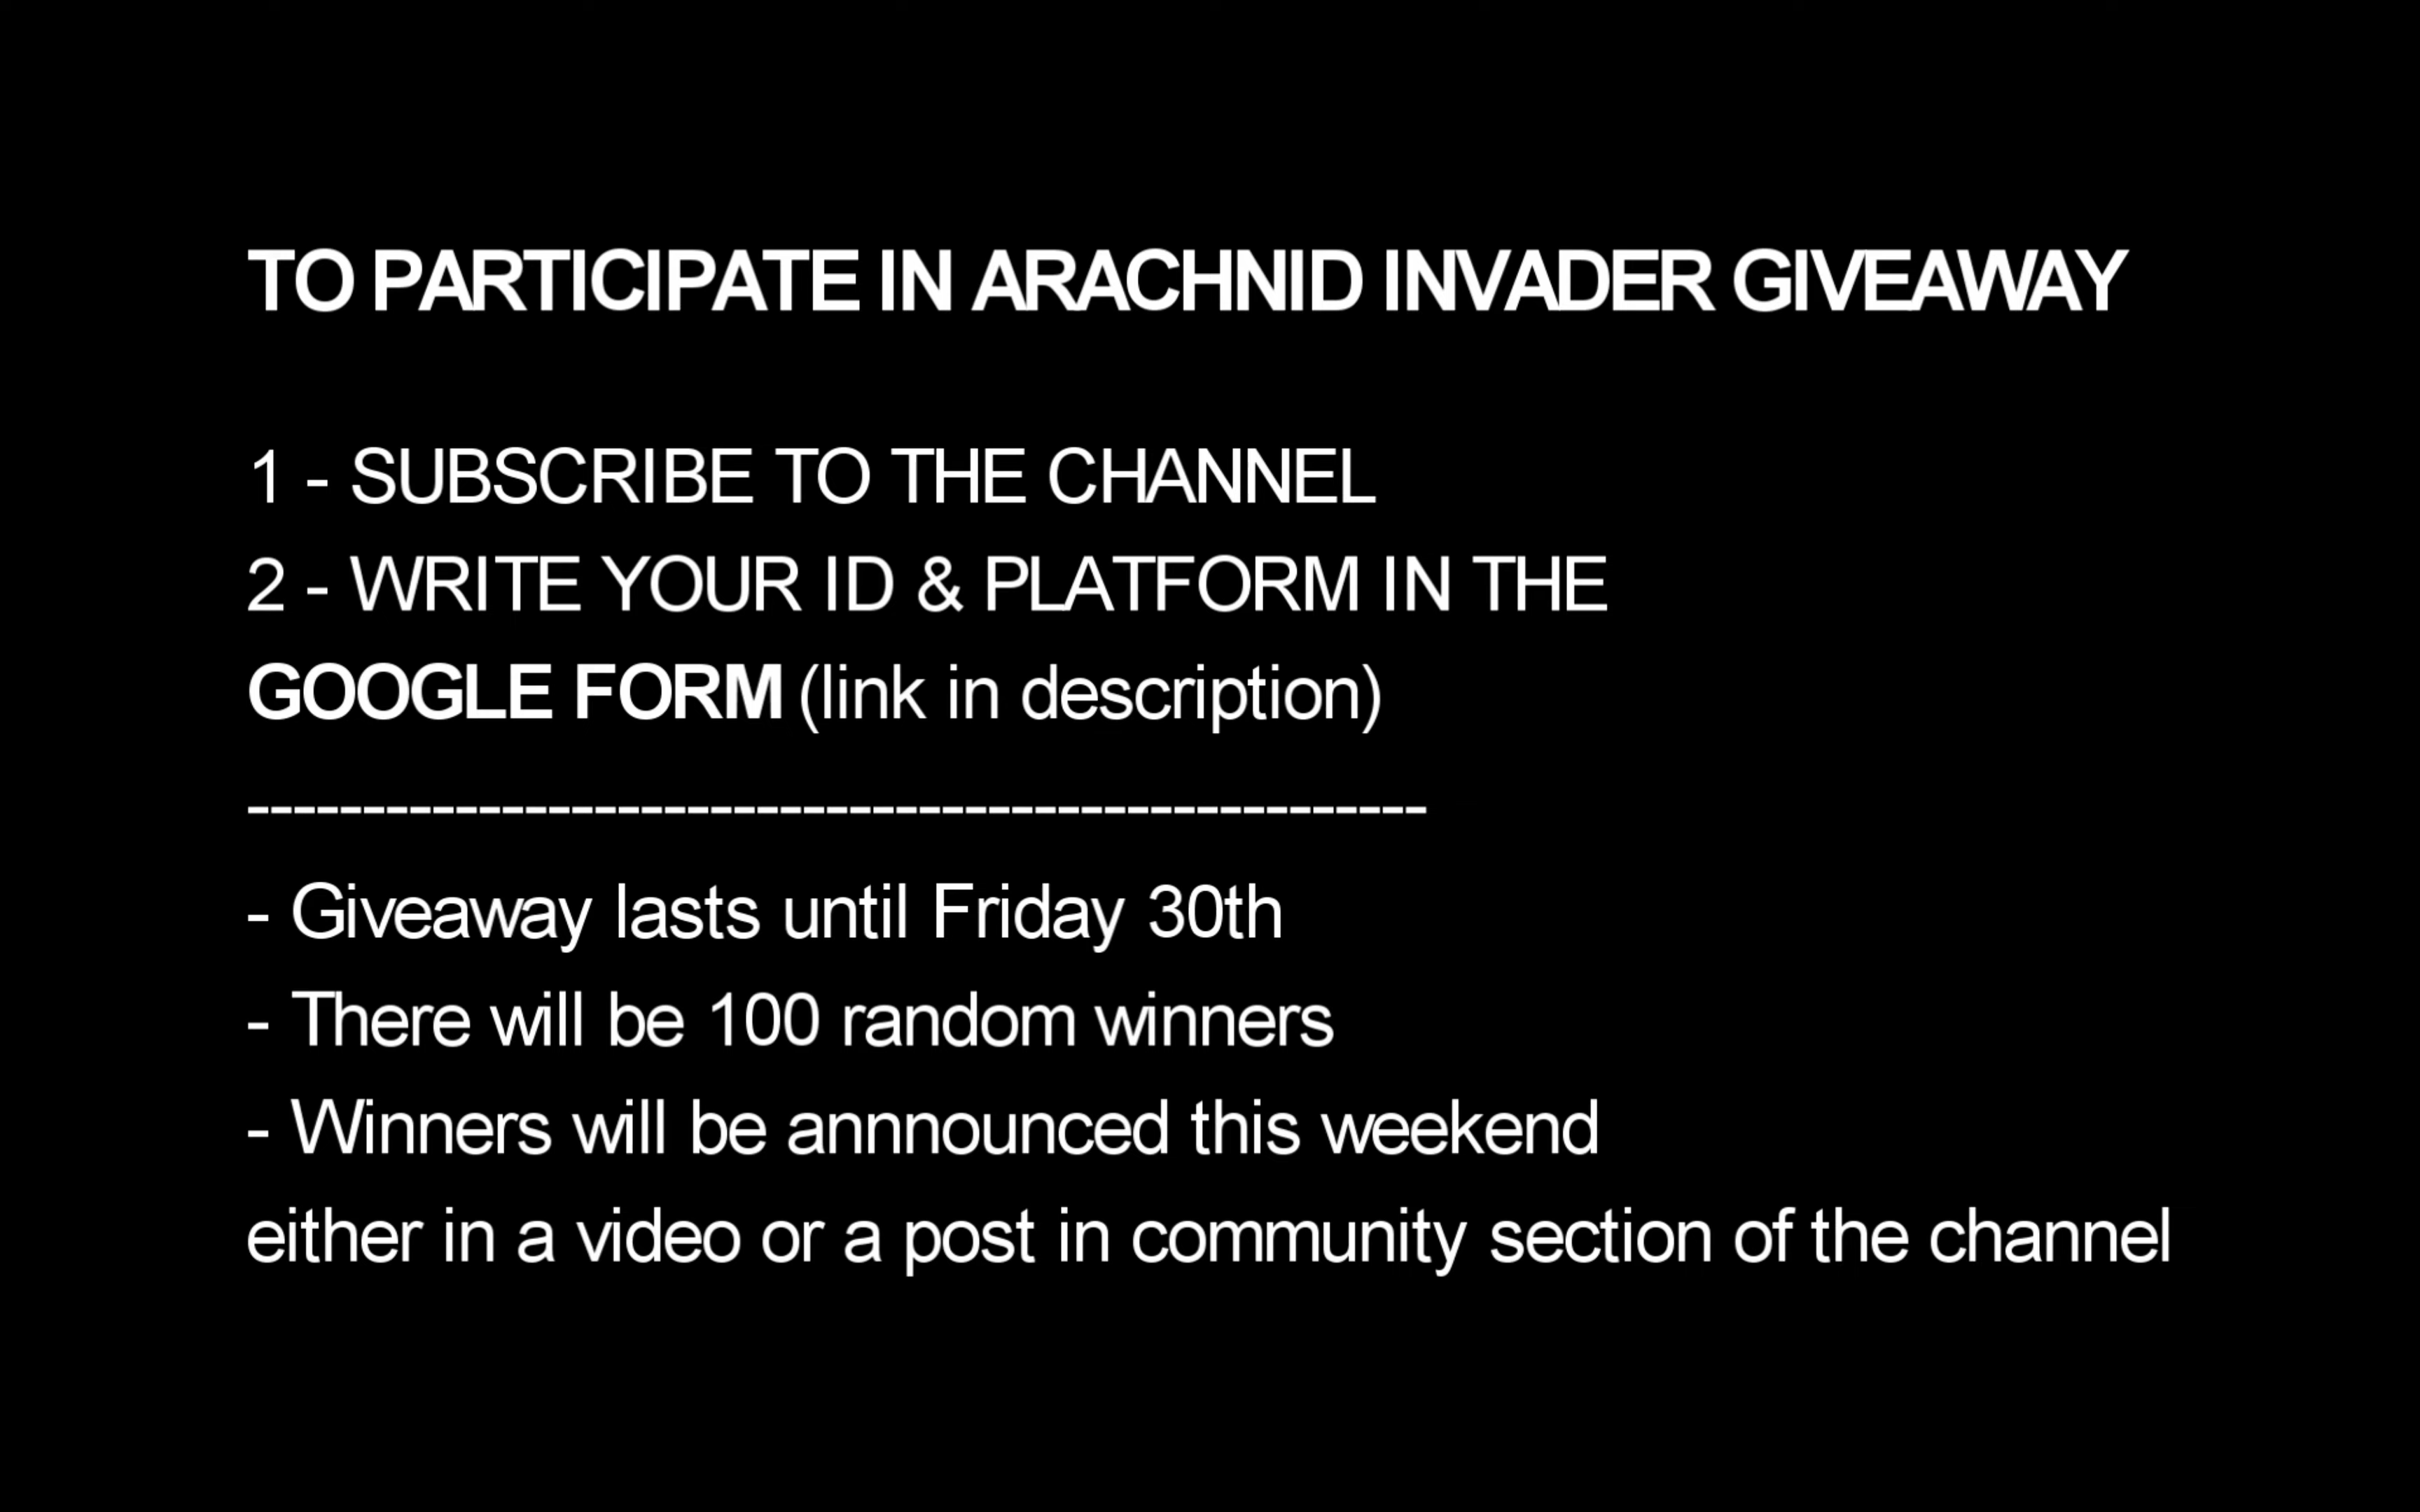 TO PARTICIPATE IN ARACHNID INVADER GIVEAWAY
1 - SUBSCRIBE TO THE CHANNEL
2 - WRITE YOUR ID & PLATFORM IN THE
GOOGLE FORM (link in description)
---------------------------------------------------
- Giveaway lasts until Friday 30th
- There will be 100 random winners
- Winners will be annnounced this weekend
either in a video or a post in community section of the channel